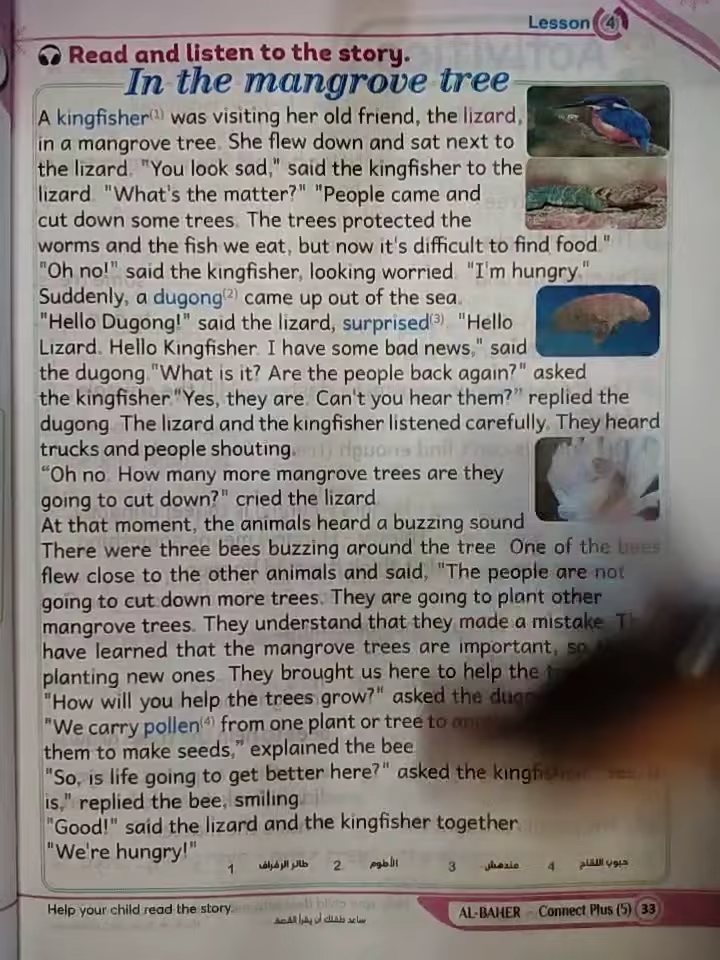 Lesson 4
Read and listen to the story.
In the mangrove tree
A kingfisher(1) was visiting her old friend, the lizard,
in a mangrove tree. She flew down and sat next to
the lizard. "You look sad," said the kingfisher to the
lizard. "What's the matter?" "People came and
cut down some trees. The trees protected the
worms and the fish we eat, but now it's difficult to find food."
"Oh no!" said the kingfisher, looking worried. "I'm hungry."
Suddenly, a dugong(2) came up out of the sea.
"Hello Dugong!" said the lizard, surprised(3). "Hello
Lizard. Hello Kingfisher. I have some bad news," said
the dugong. "What is it? Are the people back again?" asked
the kingfisher. "Yes, they are. Can't you hear them?" replied the
dugong. The lizard and the kingfisher listened carefully. They heard
trucks and people shouting.
"Oh no. How many more mangrove trees are they
going to cut down?" cried the lizard.
At that moment, the animals heard a buzzing sound
There were three bees buzzing around the tree. One of the bees
flew close to the other animals and said, "The people are not
going to cut down more trees. They are going to plant other
mangrove trees. They understand that they made a mistake.
have learned that the mangrove trees are important, so
planting new ones. They brought us here to help the
"How will you help the trees grow?" asked the
"We carry pollen(4) from one plant or tree to
them to make seeds," explained the bee
"So, is life going to get better here?" asked the
is," replied the bee, smiling.
"Good!" said the lizard and the kingfisher together.
"We're hungry!"
1 طائر الرفراف 2 الأطوم 3 مندهش 4 حبوب اللقاح
Help your child read the story.
ساعد طفلك أن يقرأ القصة
AL-BAHER - Connect Plus (5) 33